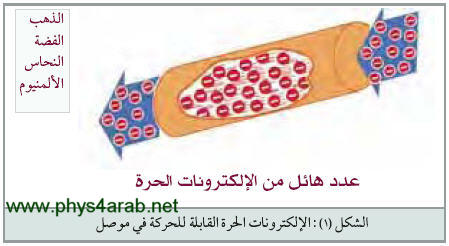 الذهب
الفضة
النحاس
الألمنيوم
عدد هائل من الإلكترونات الحرة
www.phys4arab.net
الشكل (١) : الإلكترونات الحرة القابلة للحركة في موصل